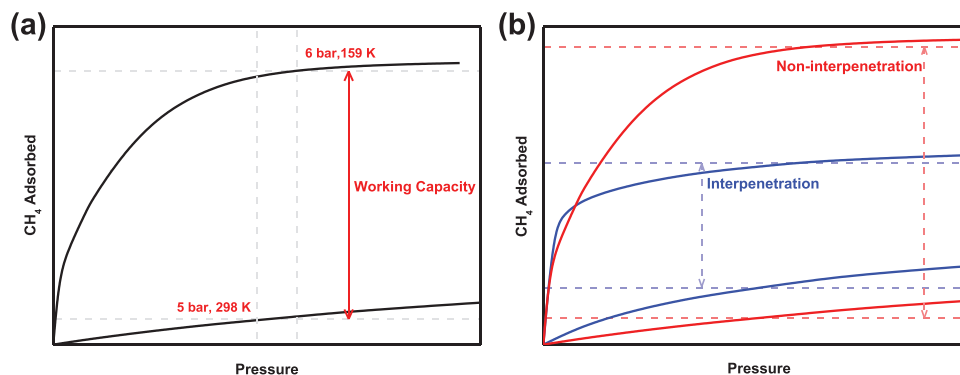 (a)
6 bar,159 K
Working Capacity
5 bar, 298 K
CH₄ Adsorbed
Pressure
(b)
Non-interpenetration
Interpenetration
CH₄ Adsorbed
Pressure